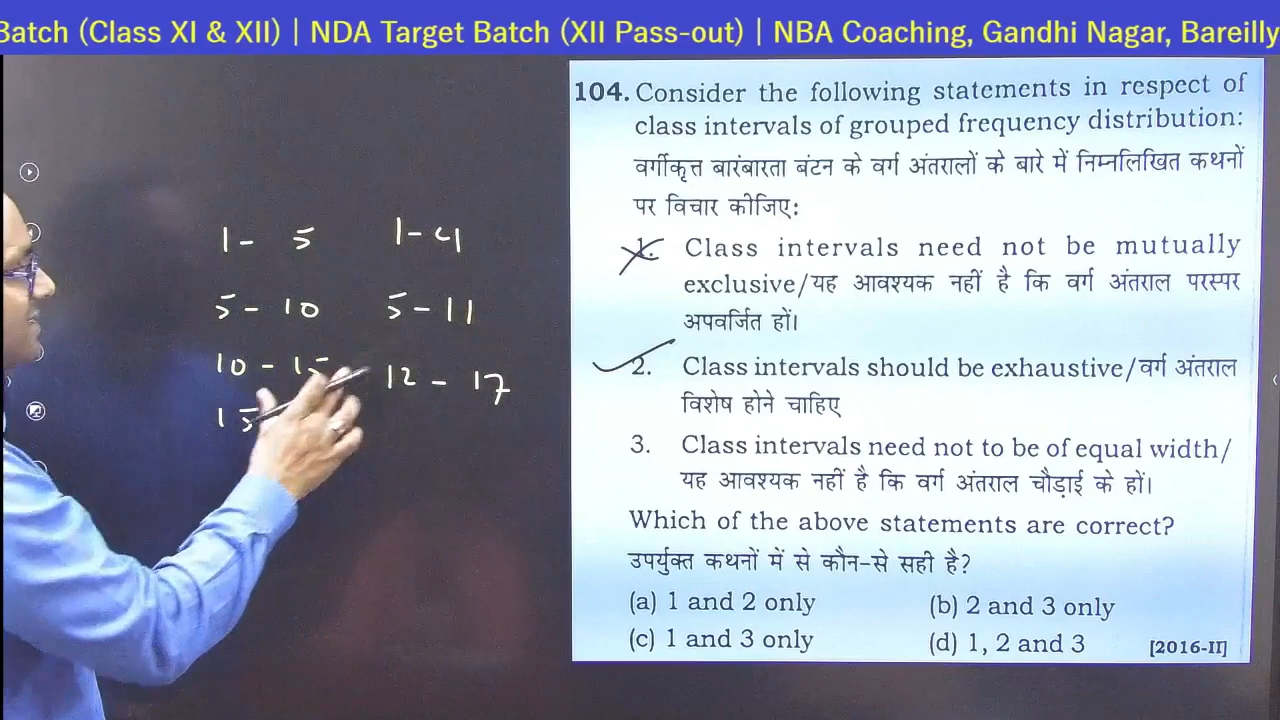 Batch (Class XI & XII) | NDA Target Batch (XII Pass-out) | NBA Coaching, Gandhi Nagar, Bareilly
1 - 5 1 - 4
5 - 10 5 - 11
10 - 15 12 - 17
15
104. Consider the following statements in respect of
class intervals of grouped frequency distribution:
वर्गीकृत्त बारंबारता बंटन के वर्ग अंतरालों के बारे में निम्नलिखित कथनों
पर विचार कीजिए:
1. Class intervals need not be mutually
exclusive/यह आवश्यक नहीं है कि वर्ग अंतराल परस्पर
अपवर्जित हों।
2. Class intervals should be exhaustive/वर्ग अंतराल
विशेष होने चाहिए
3. Class intervals need not to be of equal width/
यह आवश्यक नहीं है कि वर्ग अंतराल चौड़ाई के हों।
Which of the above statements are correct?
उपर्युक्त कथनों में से कौन-से सही है?
(a) 1 and 2 only (b) 2 and 3 only
(c) 1 and 3 only (d) 1, 2 and 3
[2016-II]